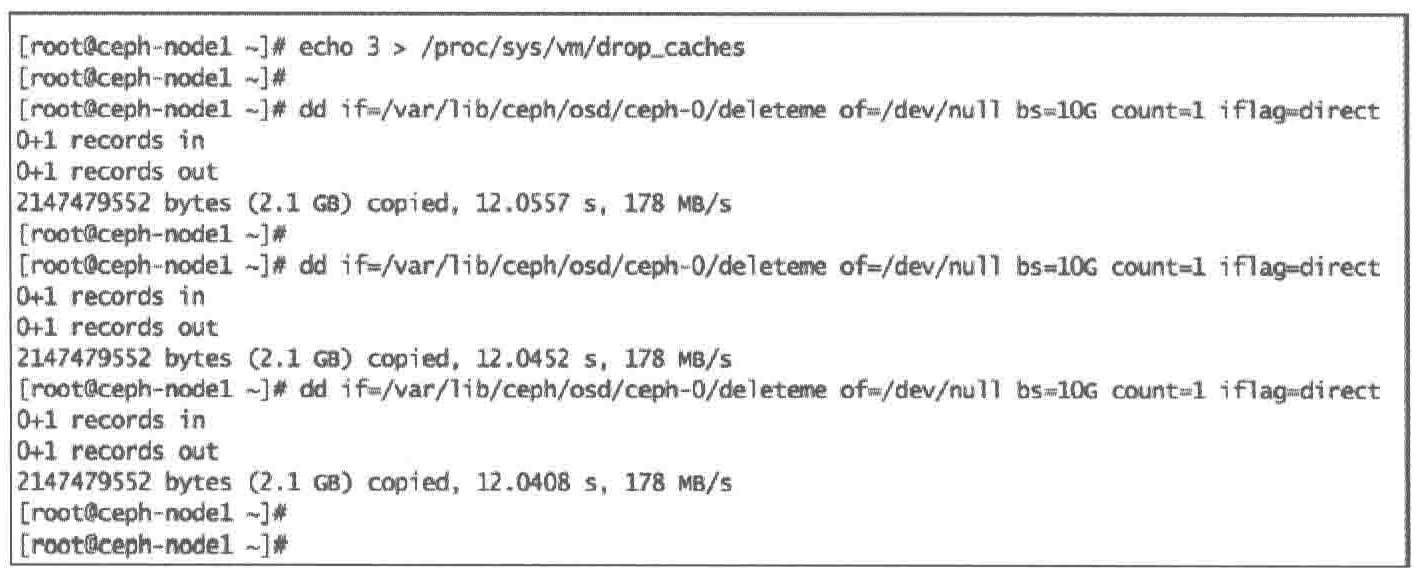 [root@ceph-node1 ~]# echo 3 > /proc/sys/vm/drop_caches
[root@ceph-node1 ~]#
[root@ceph-node1 ~]# dd if=/var/lib/ceph/osd/ceph-0/deleteme of=/dev/null bs=10G count=1 iflag=direct
0+1 records in
0+1 records out
2147479552 bytes (2.1 GB) copied, 12.0557 s, 178 MB/s
[root@ceph-node1 ~]#
[root@ceph-node1 ~]# dd if=/var/lib/ceph/osd/ceph-0/deleteme of=/dev/null bs=10G count=1 iflag=direct
0+1 records in
0+1 records out
2147479552 bytes (2.1 GB) copied, 12.0452 s, 178 MB/s
[root@ceph-node1 ~]# dd if=/var/lib/ceph/osd/ceph-0/deleteme of=/dev/null bs=10G count=1 iflag=direct
0+1 records in
0+1 records out
2147479552 bytes (2.1 GB) copied, 12.0408 s, 178 MB/s
[root@ceph-node1 ~]#
[root@ceph-node1 ~]#